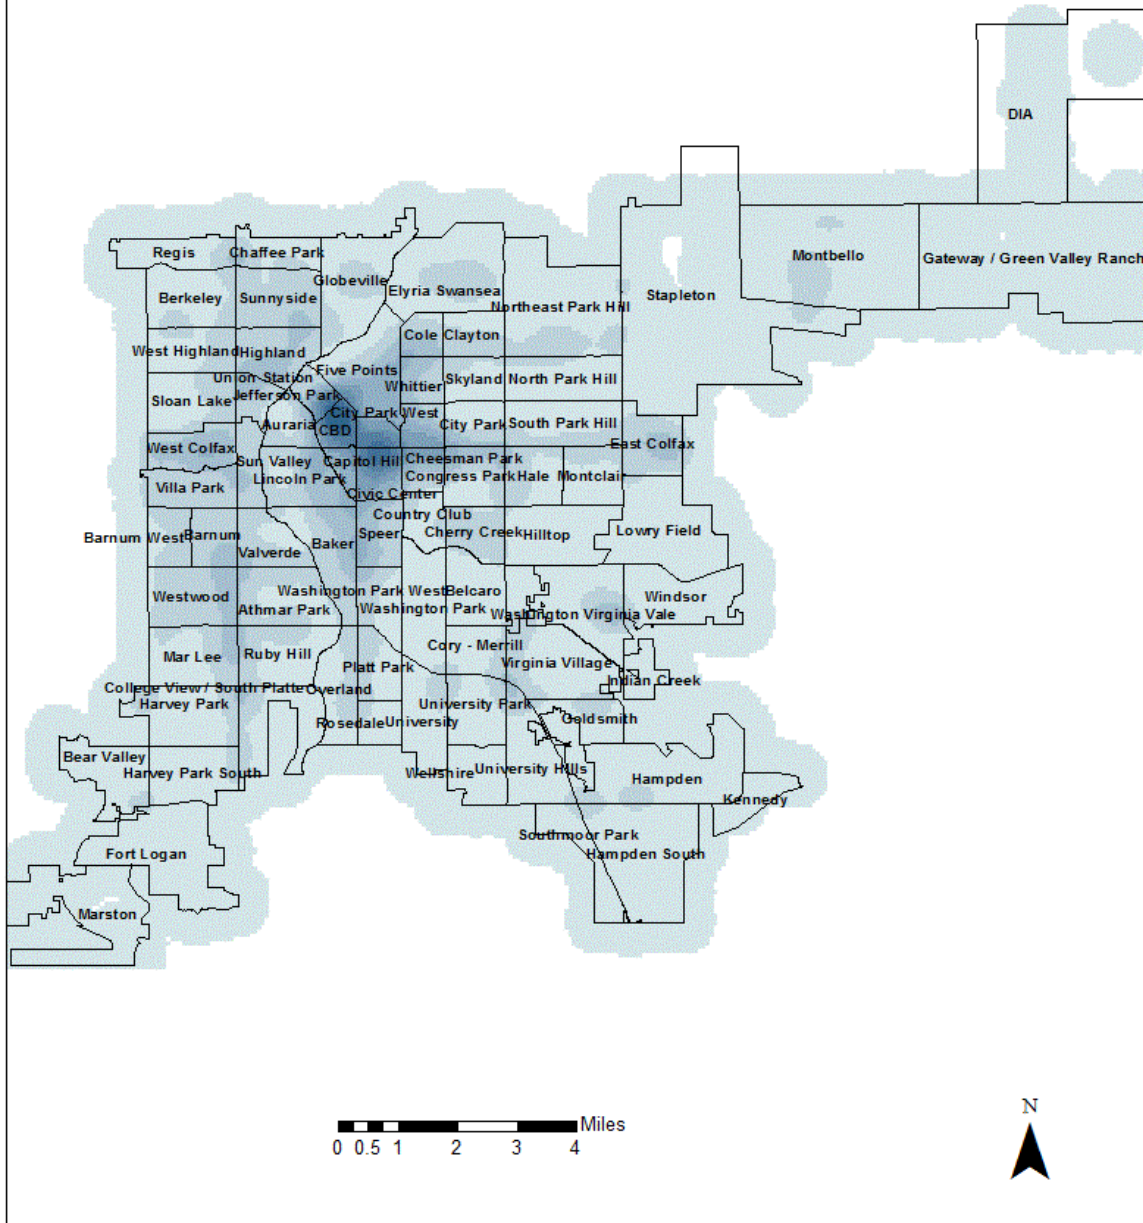 DIA
Regis
Chaffee Park
Montbello
Gateway / Green Valley Ranch
Globeville
Elyria Swansea
Berkeley
Sunnyside
Stapleton
Northeast Park Hill
Cole
Clayton
West Highland
Highland
Five Points
Union Station
Skyland
North Park Hill
Whittier
Jefferson Park
Sloan Lake
City Park West
City Park
South Park Hill
Auraria
CBD
East Colfax
West Colfax
Sun Valley
Capitol Hill
Cheesman Park
Lincoln Park
Congress Park
Hale
Montclair
Villa Park
Civic Center
Country Club
Barnum West
Barnum
Valverde
Baker
Speer
Cherry Creek
Hilltop
Lowry Field
Westwood
Washington Park West
Belcaro
Windsor
Athmar Park
Washington Park
Washington Virginia Vale
Mar Lee
Ruby Hill
Cory - Merrill
Platt Park
Virginia Village
Indian Creek
College View / South Platte
Overland
Harvey Park
University Park
Rosedale
University
Goldsmith
Bear Valley
Harvey Park South
Wellshire
University Hills
Hampden
Kennedy
Southmoor Park
Fort Logan
Hampden South
Marston
N
Miles
0 0.5 1 2 3 4